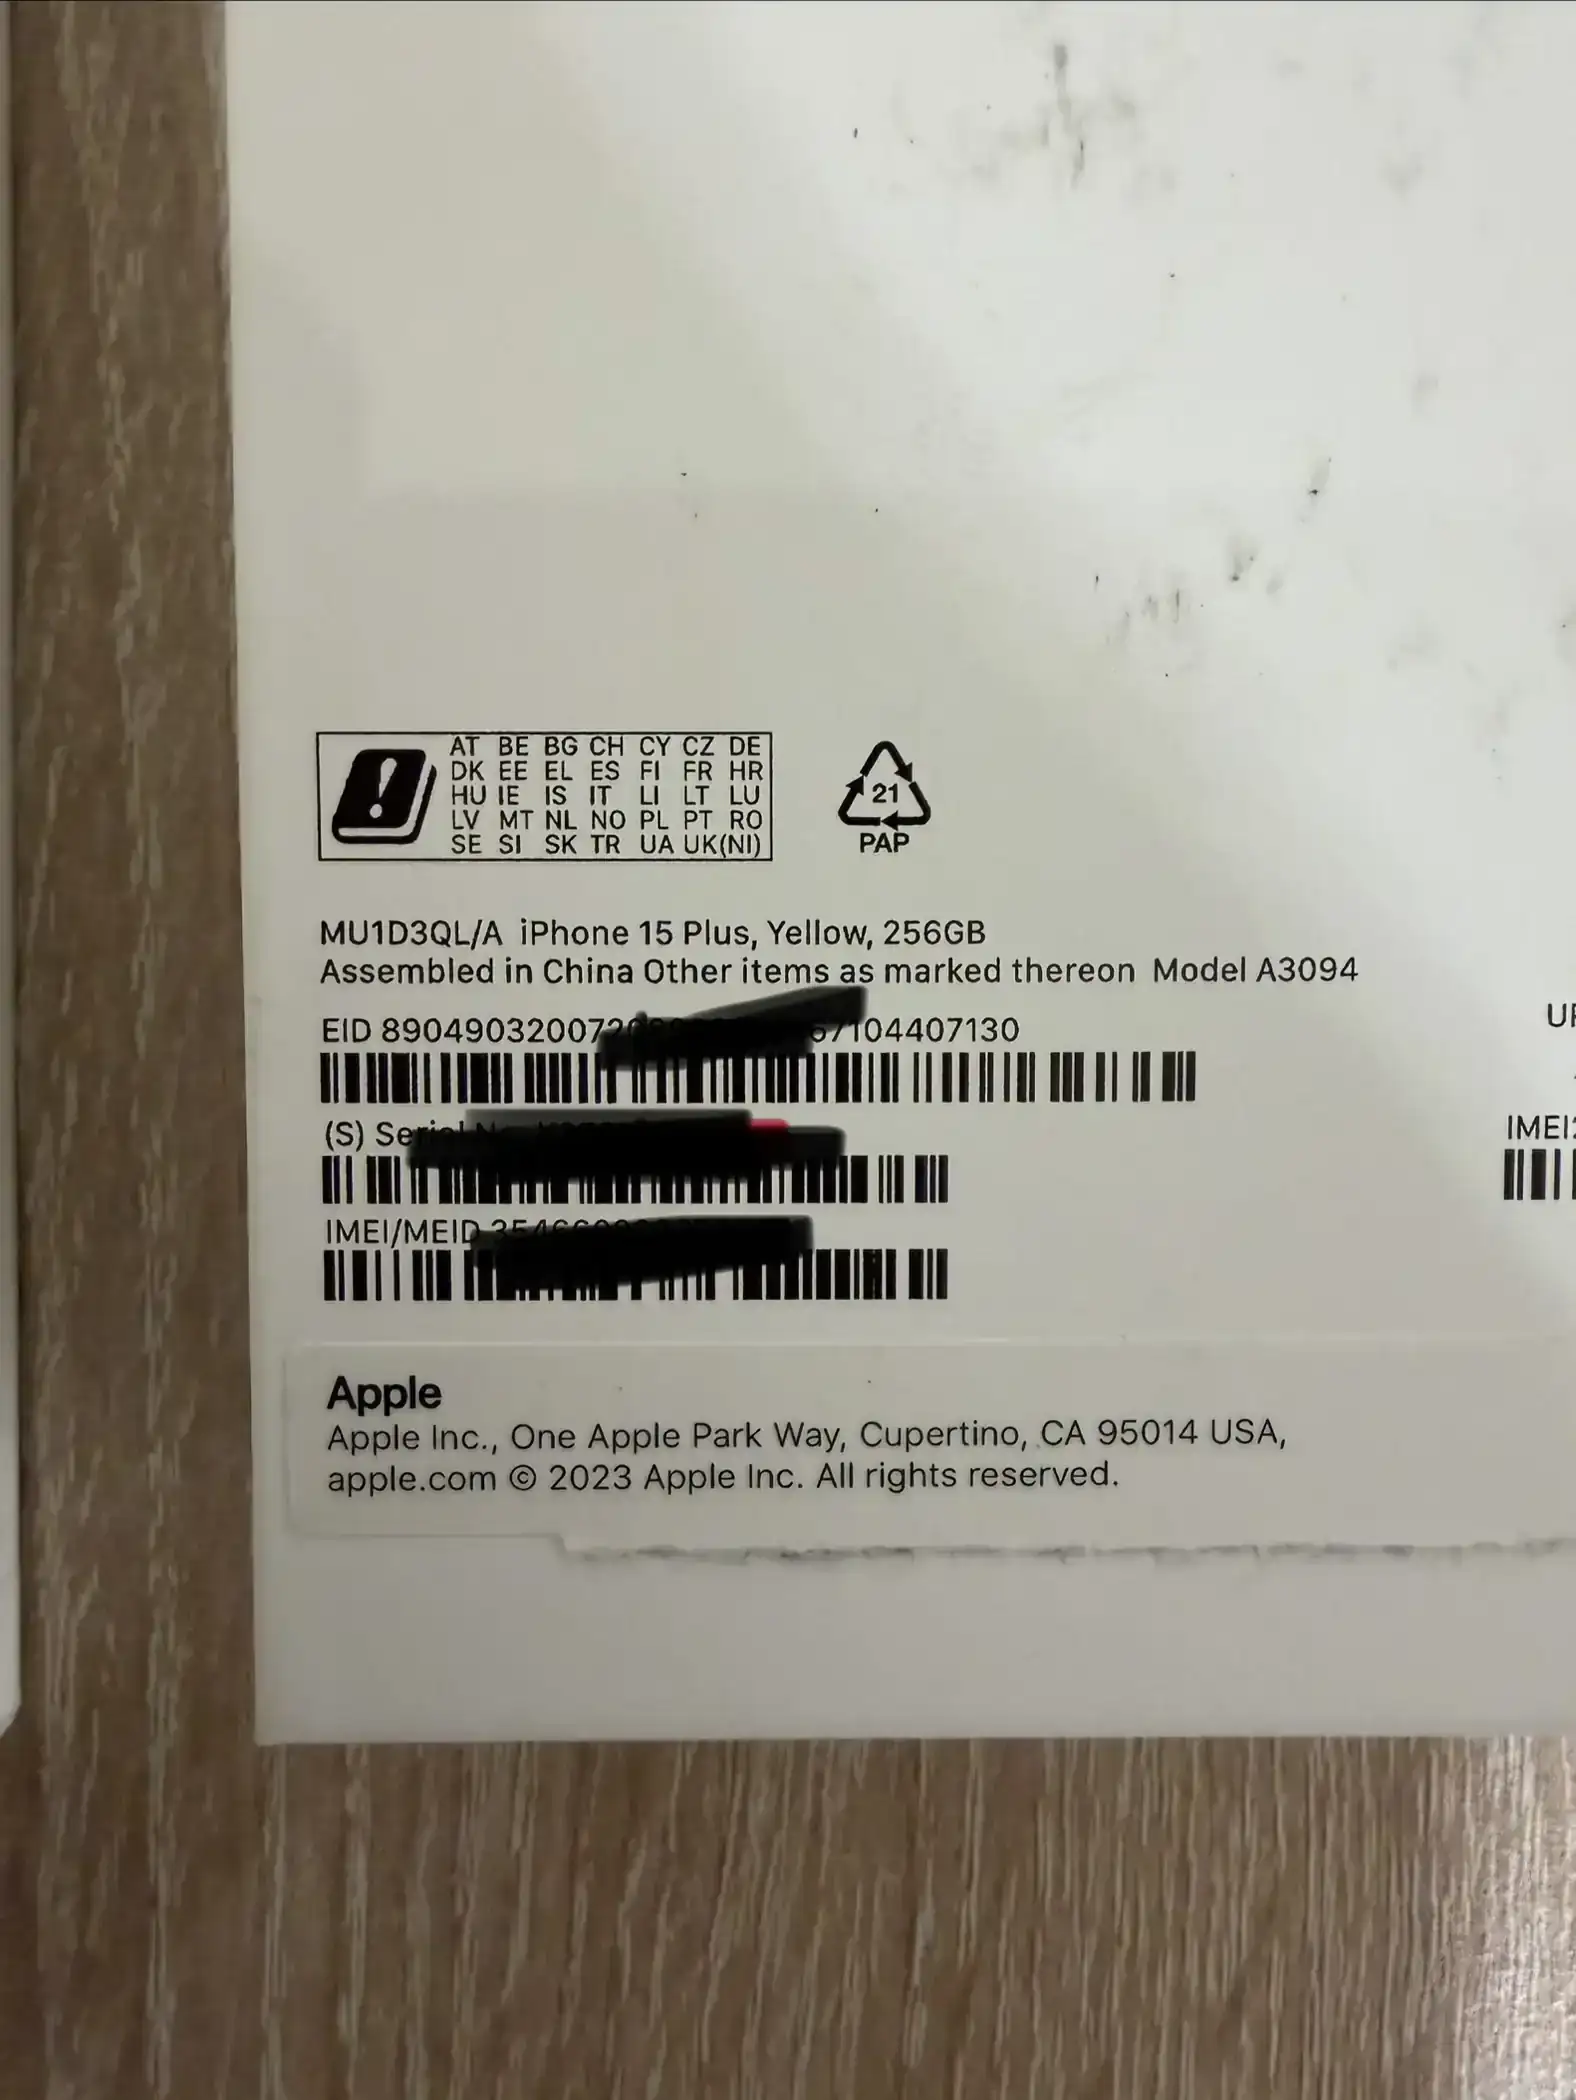 AT BE BG CH CY CZ DE
DK EE EL ES FI FR HR
HU IE IS IT LI LT LU
LV MT NL NO PL PT RO
SE SI SK TR UA UK(NI)
21
PAP
MU1D3QL/A iPhone 15 Plus, Yellow, 256GB
Assembled in China Other items as marked thereon Model A3094
EID
(S) Serial No.
IMEI/MEID
IMEI2
Apple
Apple Inc., One Apple Park Way, Cupertino, CA 95014 USA,
apple.com © 2023 Apple Inc. All rights reserved.